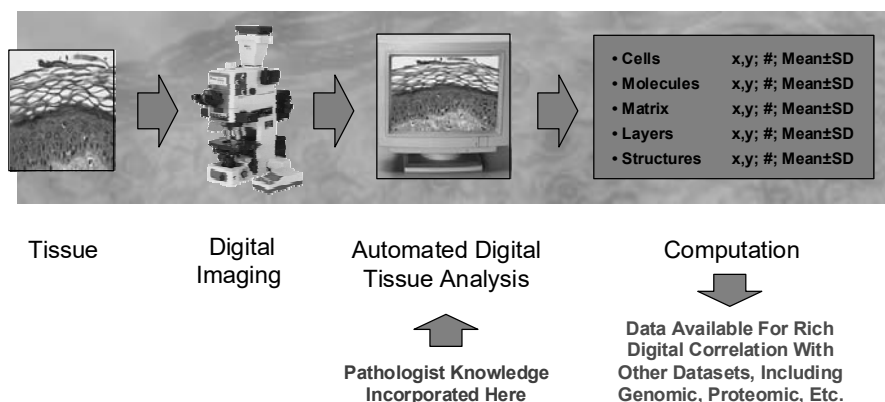 • Cells x,y; #; Mean±SD
• Molecules x,y; #; Mean±SD
• Matrix x,y; #; Mean±SD
• Layers x,y; #; Mean±SD
• Structures x,y; #; Mean±SD
Tissue
Digital
Imaging
Automated Digital
Tissue Analysis
Computation
Pathologist Knowledge
Incorporated Here
Data Available For Rich
Digital Correlation With
Other Datasets, Including
Genomic, Proteomic, Etc.